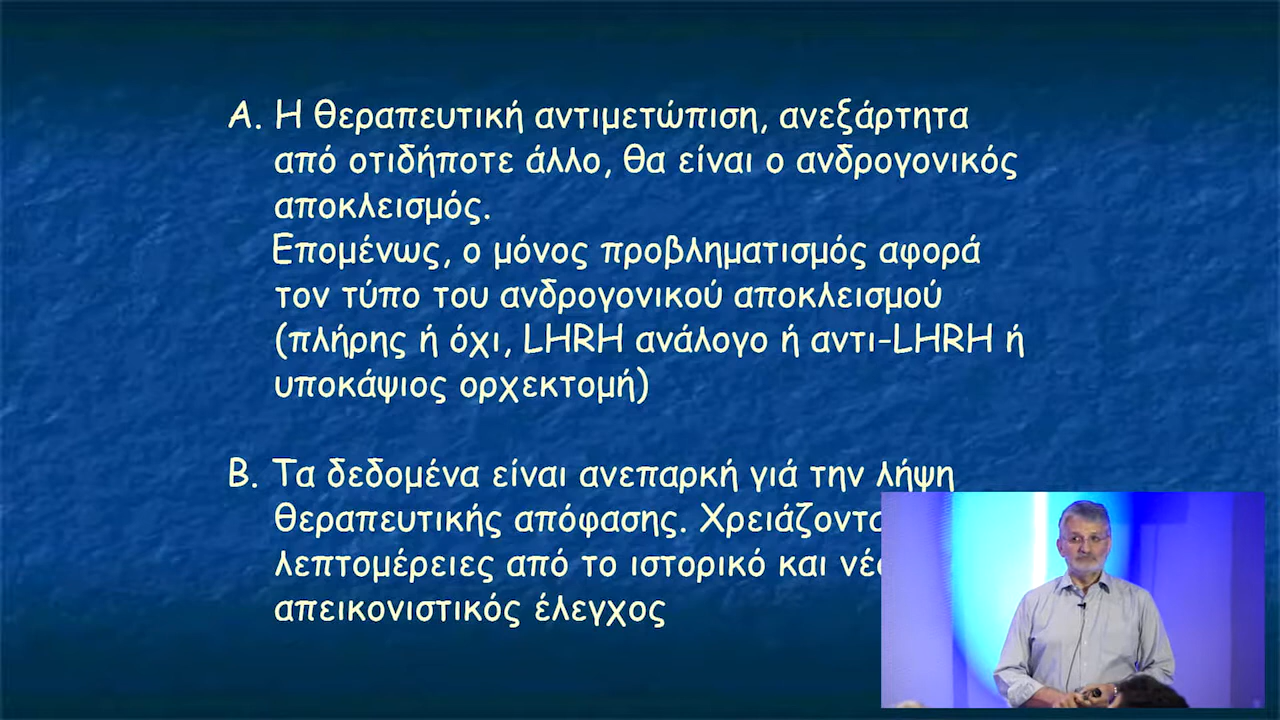 Α. Η θεραπευτική αντιμετώπιση, ανεξάρτητα
από οτιδήποτε άλλο, θα είναι ο ανδρογονικός
αποκλεισμός.
Επομένως, ο μόνος προβληματισμός αφορά
τον τύπο του ανδρογονικού αποκλεισμού
(πλήρης ή όχι, LHRH ανάλογο ή αντι-LHRH ή
υποκάψιος ορχεκτομή)
Β. Τα δεδομένα είναι ανεπαρκή γιά την λήψη
θεραπευτικής απόφασης.
λεπτομέρειες από το ιστορικό και
απεικονιστικός έλεγχος